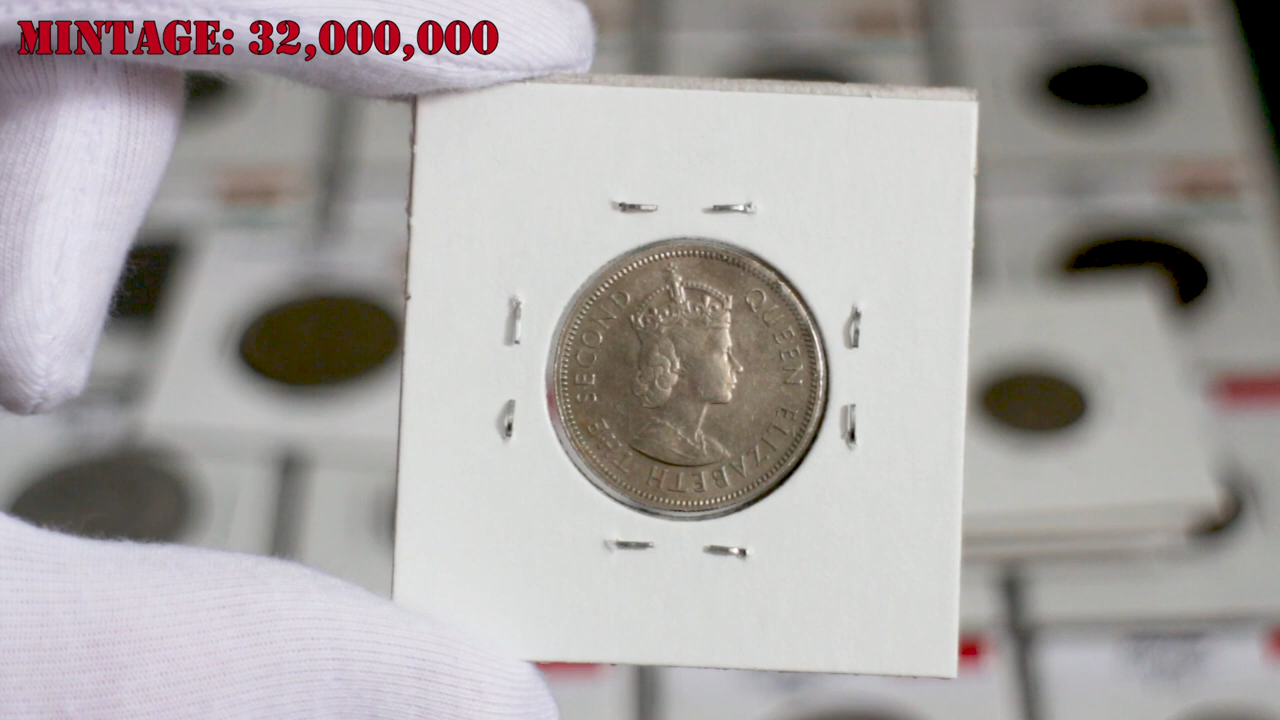 MINTAGE: 32,000,000
QUEEN ELIZABETH THE SECOND